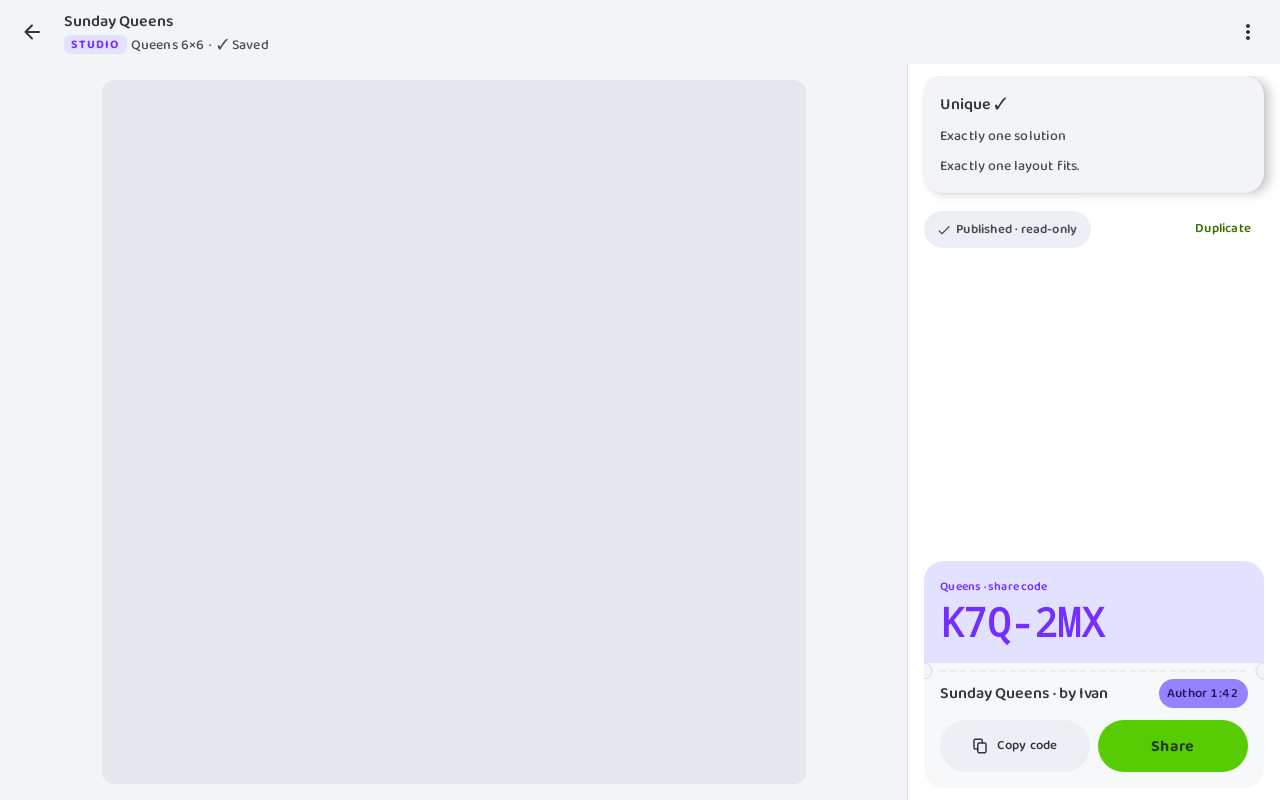 Sunday Queens
STUDIO Queens 6×6 · ✓ Saved
Unique ✓
Exactly one solution
Exactly one layout fits.
Published · read-only
Duplicate
Queens · share code
K7Q-2MX
Sunday Queens · by Ivan
Author 1:42
Copy code
Share